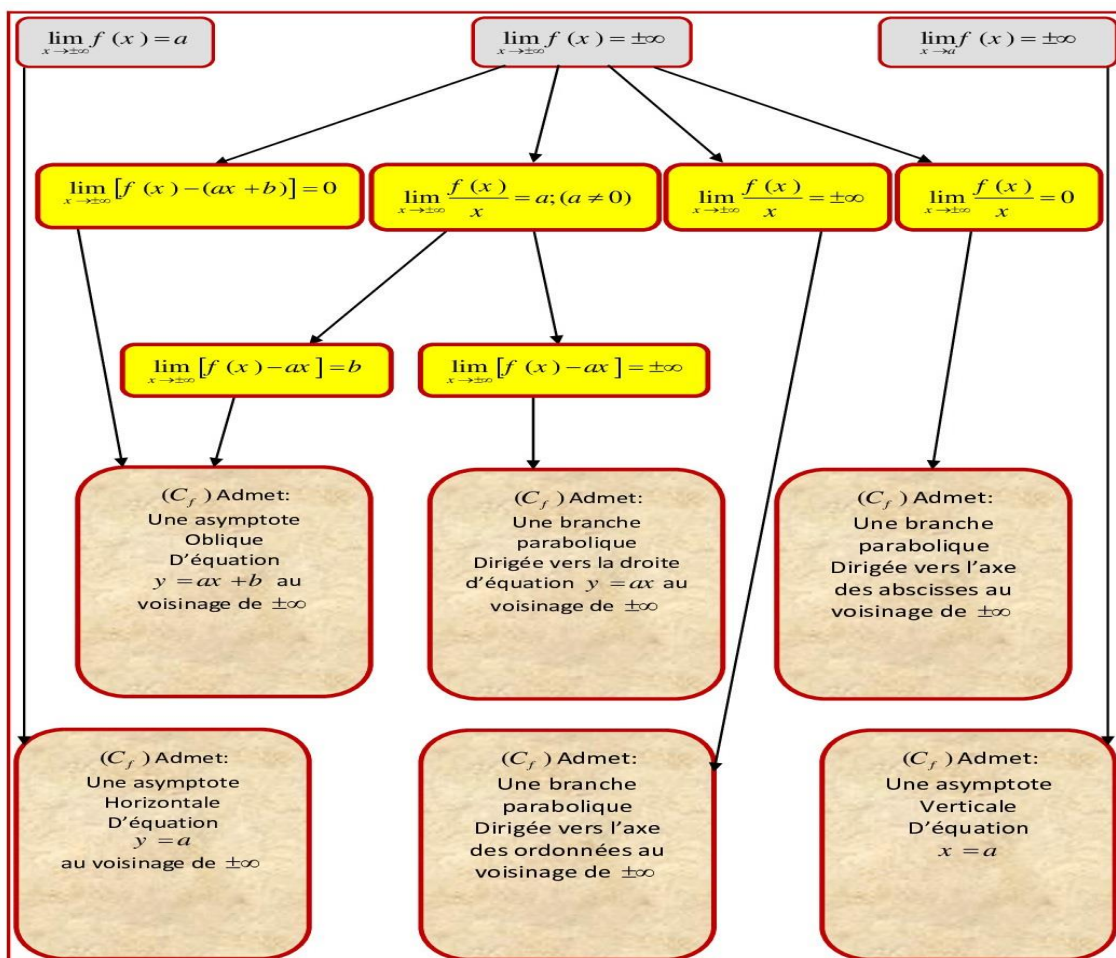 lim f(x)=a
x→±∞
lim f(x)=±∞
x→±∞
lim f(x)=±∞
x→a
lim [f(x)−(ax+b)]=0
x→±∞
lim f(x)/x =a;(a≠0)
x→±∞
lim f(x)/x =±∞
x→±∞
lim f(x)/x =0
x→±∞
lim [f(x)−ax]=b
x→±∞
lim [f(x)−ax]=±∞
x→±∞
(C_f) Admet:
Une asymptote
Oblique
D’équation
y=ax+b au
voisinage de ±∞
(C_f) Admet:
Une branche
parabolique
Dirigée vers la droite
d’équation y=ax au
voisinage de ±∞
(C_f) Admet:
Une branche
parabolique
Dirigée vers l’axe
des abscisses au
voisinage de ±∞
(C_f) Admet:
Une asymptote
Horizontale
D’équation
y=a
au voisinage de ±∞
(C_f) Admet:
Une branche
parabolique
Dirigée vers l’axe
des ordonnées au
voisinage de ±∞
(C_f) Admet:
Une asymptote
Verticale
D’équation
x=a